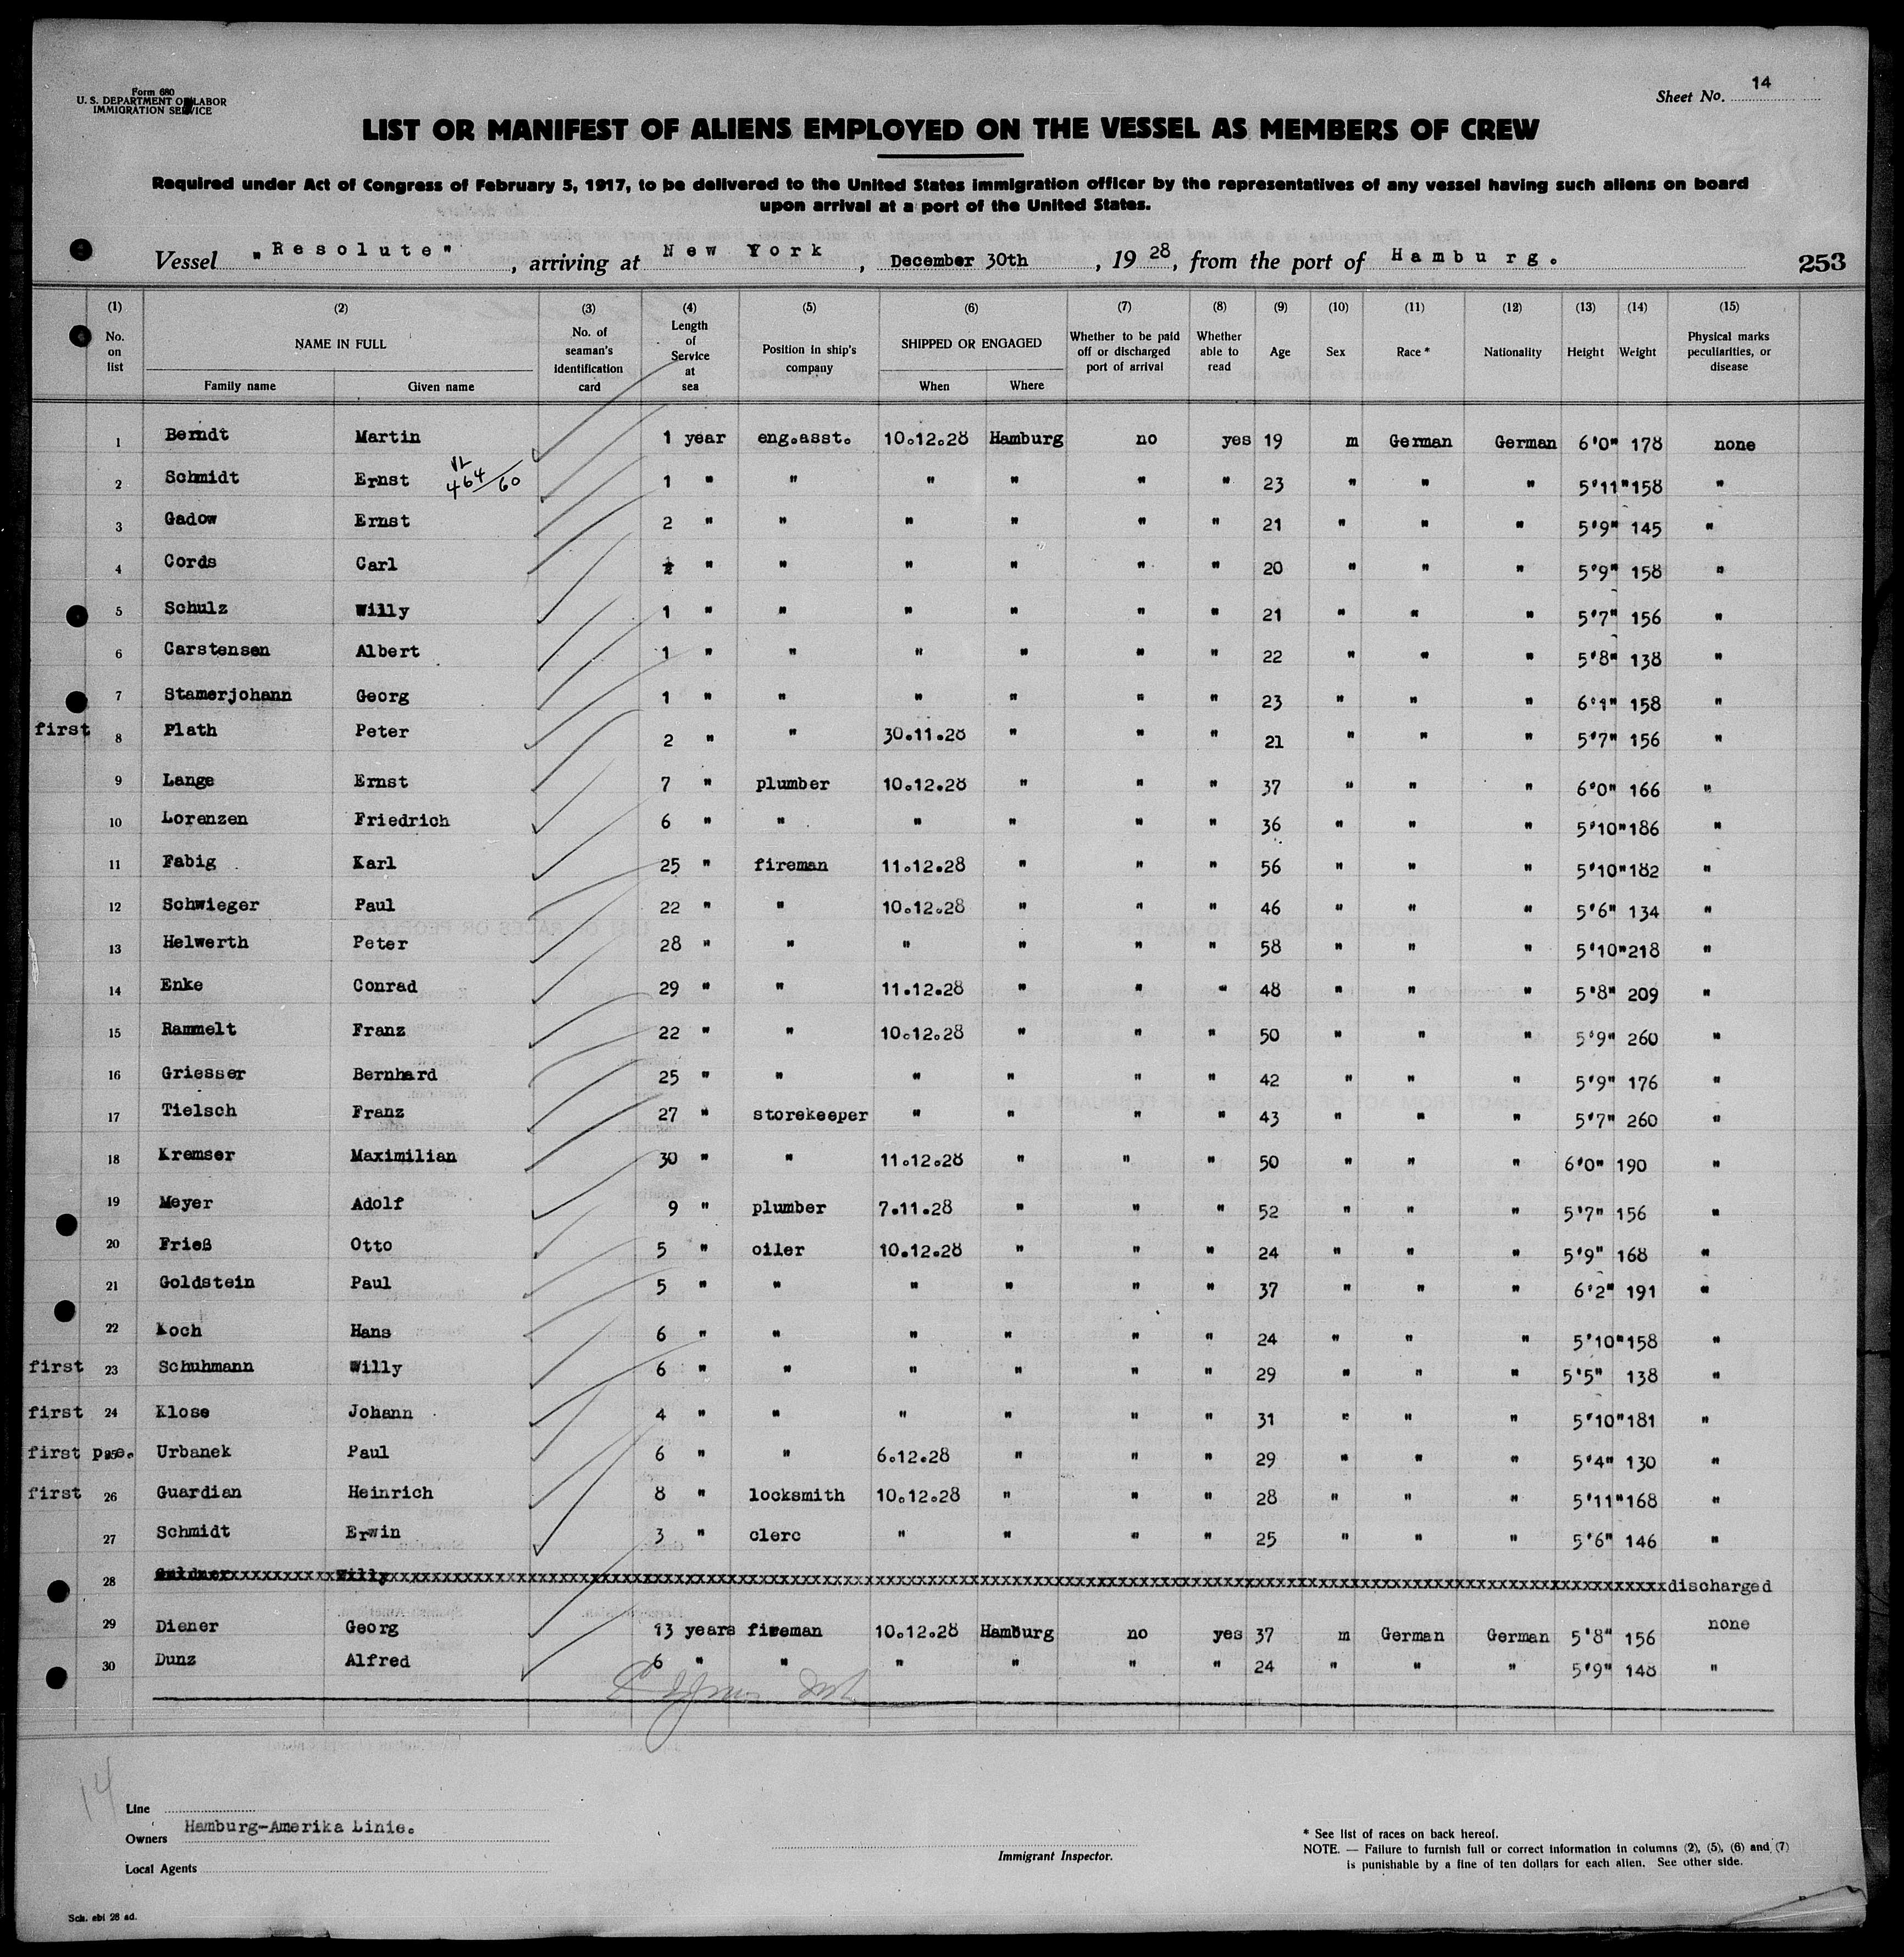 Form 680
U. S. DEPARTMENT OF LABOR
IMMIGRATION SERVICE
Sheet No. 14
LIST OR MANIFEST OF ALIENS EMPLOYED ON THE VESSEL AS MEMBERS OF CREW
Required under Act of Congress of February 5, 1917, to be delivered to the United States immigration officer by the representatives of any vessel having such aliens on board
upon arrival at a port of the United States.
Vessel "Resolute", arriving at New York, December 30th, 1928, from the port of Hamburg.
253
(1) (2) (3) (4) (5) (6) (7) (8) (9) (10) (11) (12) (13) (14) (15)
No. on list NAME IN FULL Family name Given name No. of seaman's identification card Length of Service at sea Position in ship's company SHIPPED OR ENGAGED When Where Whether to be paid off or discharged port of arrival Whether able to read Age Sex Race* Nationality Height Weight Physical marks peculiarities, or disease
1 Berndt Martin 1 year eng.asst. 10.12.28 Hamburg no yes 19 m German German 6'0" 178 none
2 Schmidt Ernst 464/60 1 " " " " " " 23 " " " 5'11" 158 "
3 Gadow Ernst 2 " " " " " " 21 " " " 5'9" 145 "
4 Cords Carl " " " " " " 20 " " " 5'9" 158 "
5 Schulz Willy 1 " " " " " " 21 " " " 5'7" 156 "
6 Carstensen Albert 1 " " " " " " 22 " " " 5'8" 138 "
7 Stamerjohann Georg 1 " " " " " " 23 " " " 6'1" 158 "
first 8 Plath Peter 2 " " 30.11.28 " " " 21 " " " 5'7" 156 "
9 Lange Ernst 7 " plumber 10.12.28 " " " 37 " " " 6'0" 166 "
10 Lorenzen Friedrich 6 " " " " " " 36 " " " 5'10" 186 "
11 Fabig Karl 25 " fireman 11.12.28 " " " 56 " " " 5'10" 182 "
12 Schwieger Paul 22 " " 10.12.28 " " " 46 " " " 5'6" 134 "
13 Helwerth Peter 28 " " " " " " 58 " " " 5'10" 218 "
14 Enke Conrad 29 " " 11.12.28 " " " 48 " " " 5'8" 209 "
15 Rammelt Franz 22 " " 10.12.28 " " " 50 " " " 5'9" 260 "
16 Griesser Bernhard 25 " " " " " " 42 " " " 5'9" 176 "
17 Tielsch Franz 27 " storekeeper " " " " 43 " " " 5'7" 260 "
18 Kremser Maximilian 30 " " 11.12.28 " " " 50 " " " 6'0" 190 "
19 Meyer Adolf 9 " plumber 7.11.28 " " " 52 " " " 5'7" 156 "
20 Frieß Otto 5 " oiler 10.12.28 " " " 24 " " " 5'9" 168 "
21 Goldstein Paul 5 " " " " " " 37 " " " 6'2" 191 "
22 Koch Hans 6 " " " " " " 24 " " " 5'10" 158 "
first 23 Schuhmann Willy 6 " " " " " " 29 " " " 5'5" 138 "
first 24 Klose Johann 4 " " " " " " 31 " " " 5'10" 181 "
first 25 Urbanek Paul 6 " " 6.12.28 " " " 29 " " " 5'4" 130 "
first 26 Guardian Heinrich 8 " locksmith 10.12.28 " " " 28 " " " 5'11" 168 "
27 Schmidt Erwin 3 " clerc " " " " 25 " " " 5'6" 146 "
28 Willy discharged
29 Diener Georg 13 years fireman 10.12.28 Hamburg no yes 37 m German German 5'8" 156 none
30 Dunz Alfred 6 " " " " " " 24 " " " 5'9" 148 "
14
Line
Owners Hamburg-Amerika Linie.
Local Agents
Immigrant Inspector.
* See list of races on back hereof.
NOTE. — Failure to furnish full or correct information in columns (2), (5), (6) and (7)
is punishable by a fine of ten dollars for each alien. See other side.
Sch. ebi 28 ad.